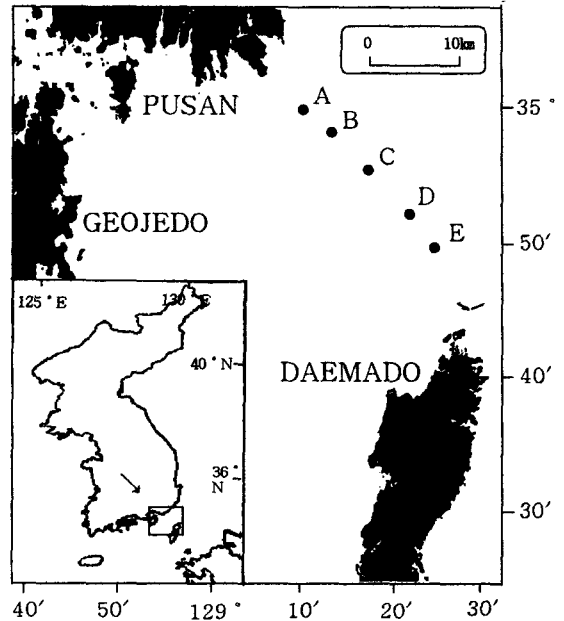 0 10km
A
B
C
D
E
PUSAN
35°
GEOJEDO
50′
125° E 130° E
40° N
DAEMADO
40′
36°
N
30′
40′ 50′ 129° 10′ 20′ 30′